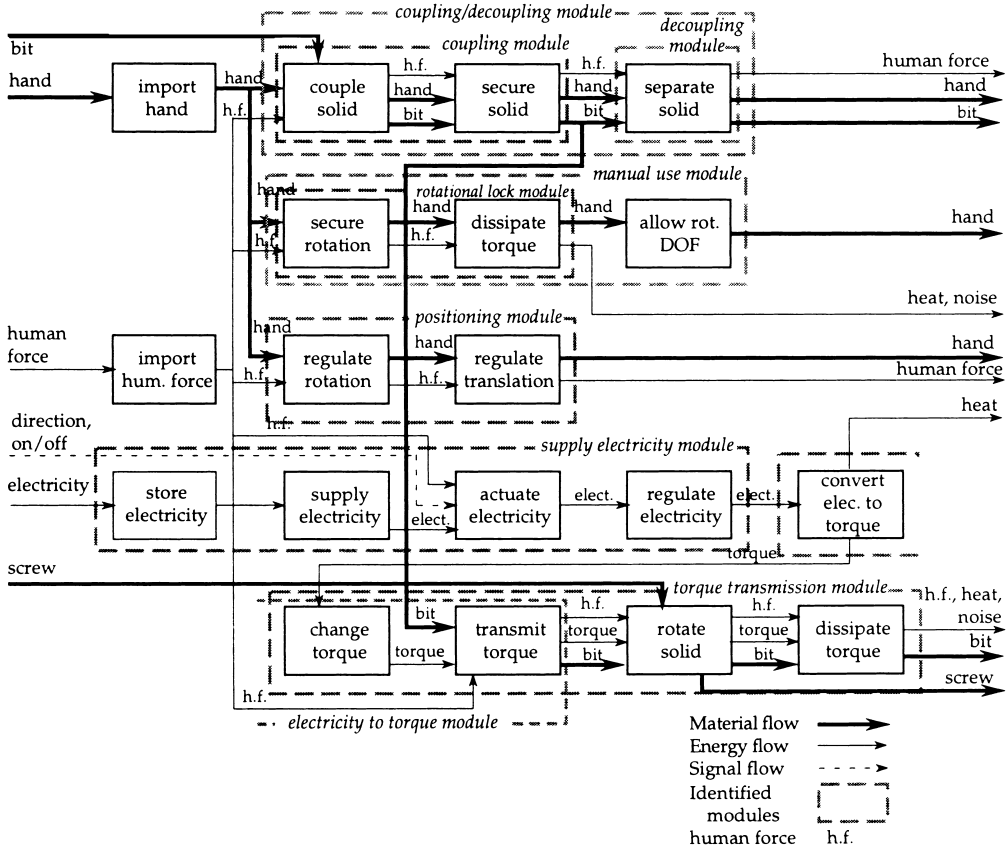 coupling/decoupling module
bit
coupling module
decoupling
module
hand
import
hand
hand
h.f.
couple
solid
h.f.
hand
bit
secure
solid
h.f.
hand
bit
separate
solid
human force
hand
bit
manual use module
rotational lock module
hand
h.f.
secure
rotation
hand
h.f.
dissipate
torque
hand
allow rot.
DOF
hand
heat, noise
positioning module
human
force
import
hum. force
hand
h.f.
regulate
rotation
hand
h.f.
regulate
translation
hand
human force
h.f.
direction,
on/off
heat
supply electricity module
electricity
store
electricity
supply
electricity
elect.
actuate
electricity
elect.
regulate
electricity
elect.
convert
elec. to
torque
torque
screw
torque transmission module
change
torque
torque
bit
transmit
torque
h.f.
torque
bit
rotate
solid
h.f.
torque
bit
dissipate
torque
h.f., heat,
noise
bit
screw
h.f.
electricity to torque module
Material flow
Energy flow
Signal flow
Identified
modules
human force h.f.